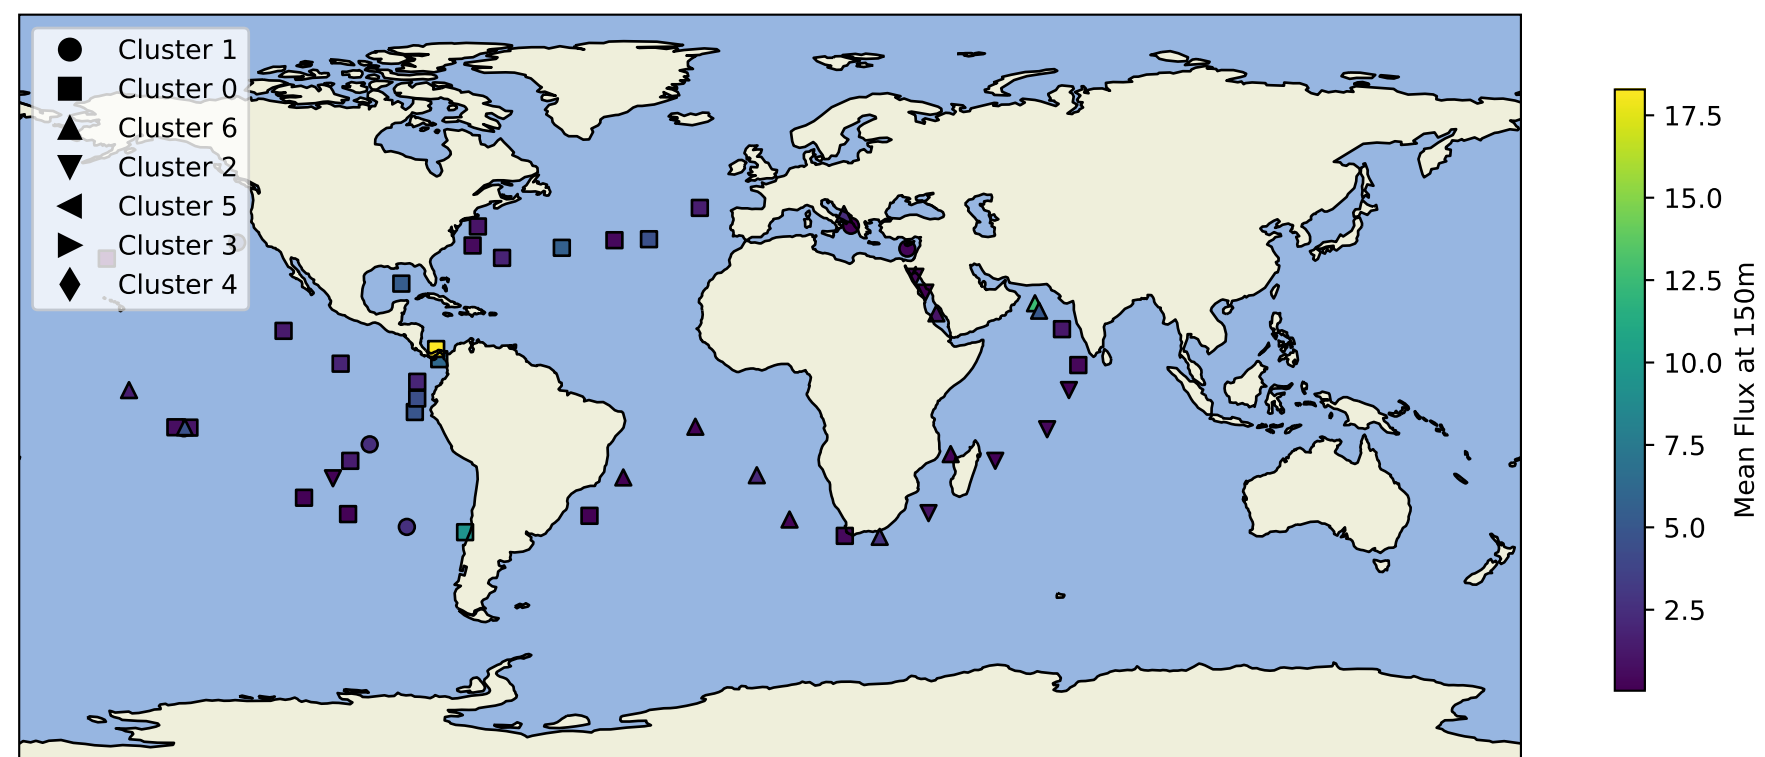 Cluster 1
Cluster 0
Cluster 6
Cluster 2
Cluster 5
Cluster 3
Cluster 4
17.5
15.0
12.5
10.0
7.5
5.0
2.5
Mean Flux at 150m